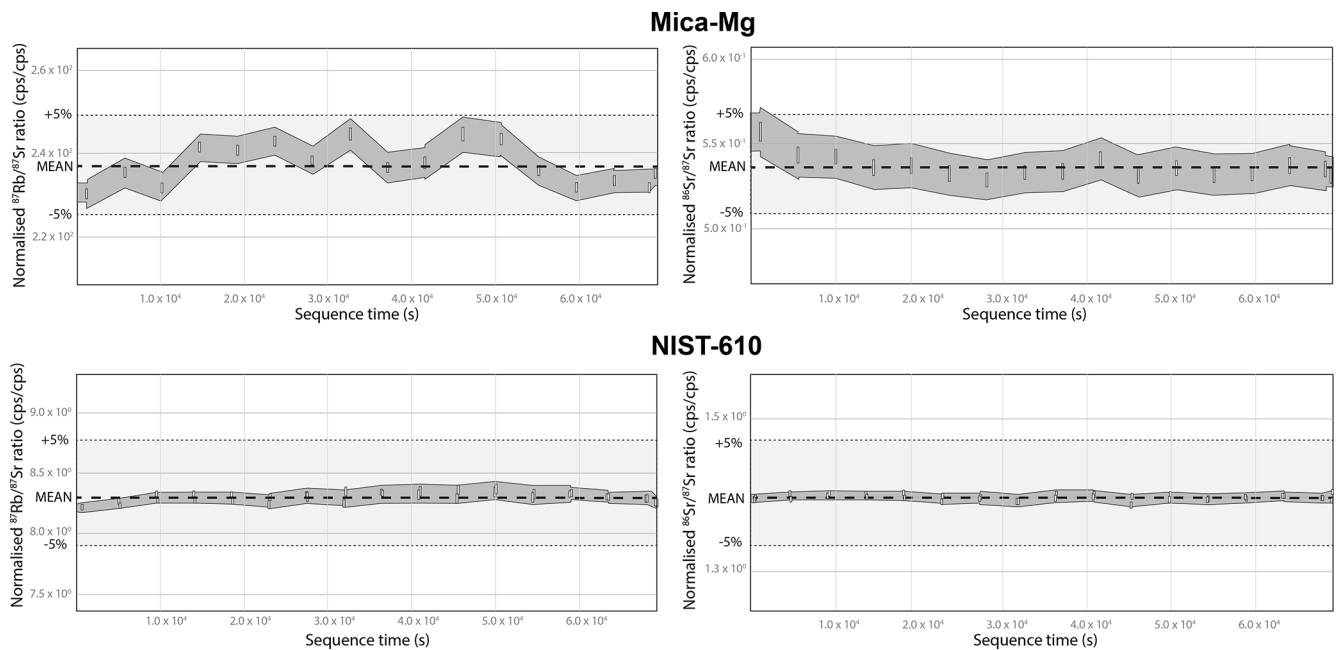 Mica-Mg
Normalised ⁸⁷Rb/⁸⁷Sr ratio (cps/cps)
2.6 x 10²
+5%
2.4 x 10²
MEAN
-5%
2.2 x 10²
1.0 x 10⁴ 2.0 x 10⁴ 3.0 x 10⁴ 4.0 x 10⁴ 5.0 x 10⁴ 6.0 x 10⁴
Sequence time (s)
Normalised ⁸⁶Sr/⁸⁷Sr ratio (cps/cps)
6.0 x 10⁻¹
+5%
5.5 x 10⁻¹
MEAN
-5%
5.0 x 10⁻¹
1.0 x 10⁴ 2.0 x 10⁴ 3.0 x 10⁴ 4.0 x 10⁴ 5.0 x 10⁴ 6.0 x 10⁴
Sequence time (s)
NIST-610
Normalised ⁸⁷Rb/⁸⁷Sr ratio (cps/cps)
9.0 x 10⁰
+5%
8.5 x 10⁰
MEAN
8.0 x 10⁰
-5%
7.5 x 10⁰
1.0 x 10⁴ 2.0 x 10⁴ 3.0 x 10⁴ 4.0 x 10⁴ 5.0 x 10⁴ 6.0 x 10⁴
Sequence time (s)
Normalised ⁸⁶Sr/⁸⁷Sr ratio (cps/cps)
1.5 x 10⁰
+5%
MEAN
-5%
1.3 x 10⁰
1.0 x 10⁴ 2.0 x 10⁴ 3.0 x 10⁴ 4.0 x 10⁴ 5.0 x 10⁴ 6.0 x 10⁴
Sequence time (s)